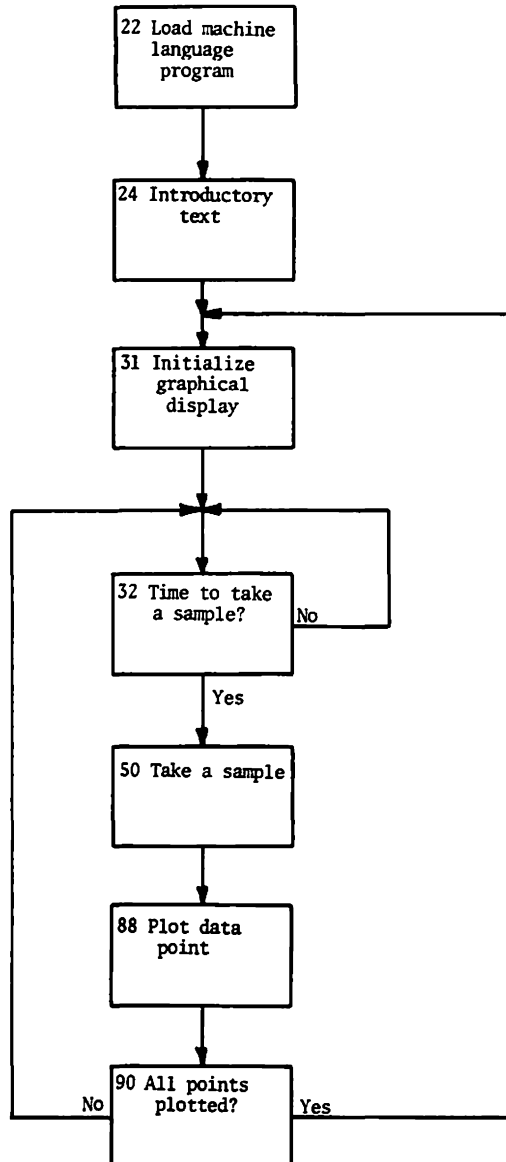 22 Load machine
language
program
24 Introductory
text
31 Initialize
graphical
display
32 Time to take
a sample?
No
Yes
50 Take a sample
88 Plot data
point
90 All points
plotted?
No
Yes